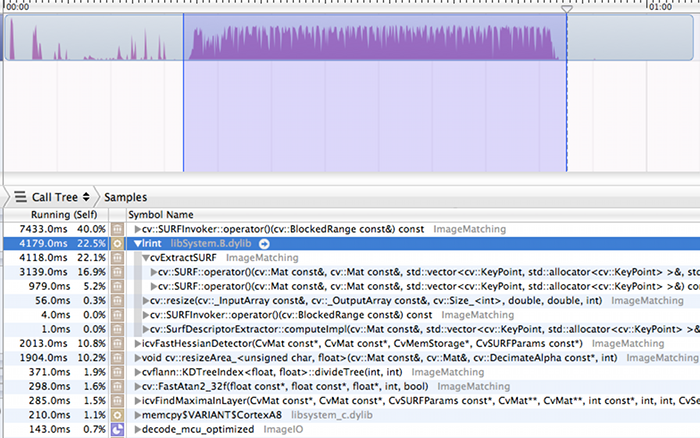 00:00 01:00
Call Tree Samples
Running (Self) Symbol Name
7433.0ms 40.0% cv::SURFInvoker::operator()(cv::BlockedRange const&) const ImageMatching
4179.0ms 22.5% lrint libSystem.B.dylib
4118.0ms 22.1% cvExtractSURF ImageMatching
3139.0ms 16.9% cv::SURF::operator()(cv::Mat const&, cv::Mat const&, std::vector<cv::KeyPoint, std::allocator<cv::KeyPoint> >&, std
979.0ms 5.2% cv::SURF::operator()(cv::Mat const&, cv::Mat const&, std::vector<cv::KeyPoint, std::allocator<cv::KeyPoint> >&) con
56.0ms 0.3% cv::resize(cv::_InputArray const&, cv::_OutputArray const&, cv::Size_<int>, double, double, int) ImageMatching
4.0ms 0.0% cv::SURFInvoker::operator()(cv::BlockedRange const&) const ImageMatching
1.0ms 0.0% cv::SurfDescriptorExtractor::computeImpl(cv::Mat const&, std::vector<cv::KeyPoint, std::allocator<cv::KeyPoint> >&
2013.0ms 10.8% icvFastHessianDetector(CvMat const*, CvMat const*, CvMemStorage*, CvSURFParams const*) ImageMatching
1904.0ms 10.2% void cv::resizeArea_<unsigned char, float>(cv::Mat const&, cv::Mat&, cv::DecimateAlpha const*, int) ImageMatching
371.0ms 1.9% cvflann::KDTreeIndex<float, float>::divideTree(int, int) ImageMatching
298.0ms 1.6% cv::FastAtan2_32f(float const*, float const*, float*, int, bool) ImageMatching
285.0ms 1.5% icvFindMaximaInLayer(CvMat const*, CvMat const*, CvSURFParams const*, CvMat**, CvMat**, int const*, int, int, CvSe
210.0ms 1.1% memcpy$VARIANT$CortexA8 libsystem_c.dylib
143.0ms 0.7% decode_mcu_optimized ImageIO